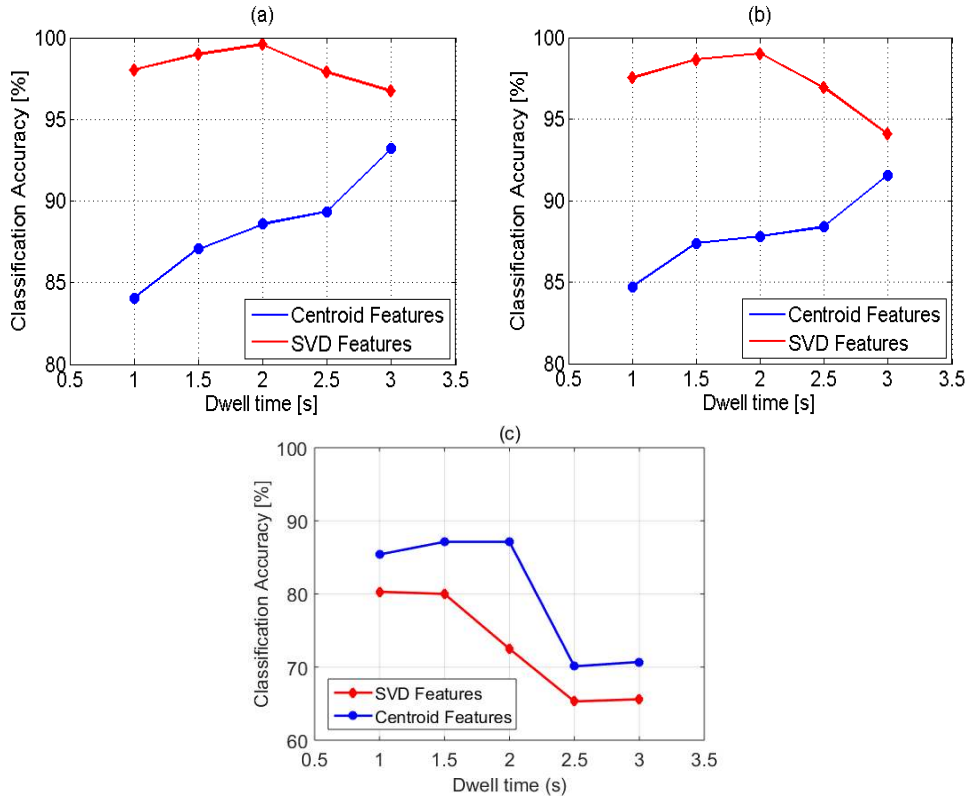 (a)
Classification Accuracy [%]
100
95
90
85
80
Centroid Features
SVD Features
0.5 1 1.5 2 2.5 3 3.5
Dwell time [s]
(b)
Classification Accuracy [%]
100
95
90
85
80
Centroid Features
SVD Features
0.5 1 1.5 2 2.5 3 3.5
Dwell time [s]
(c)
Classification Accuracy [%]
100
90
80
70
60
SVD Features
Centroid Features
0.5 1 1.5 2 2.5 3 3.5
Dwell time (s)